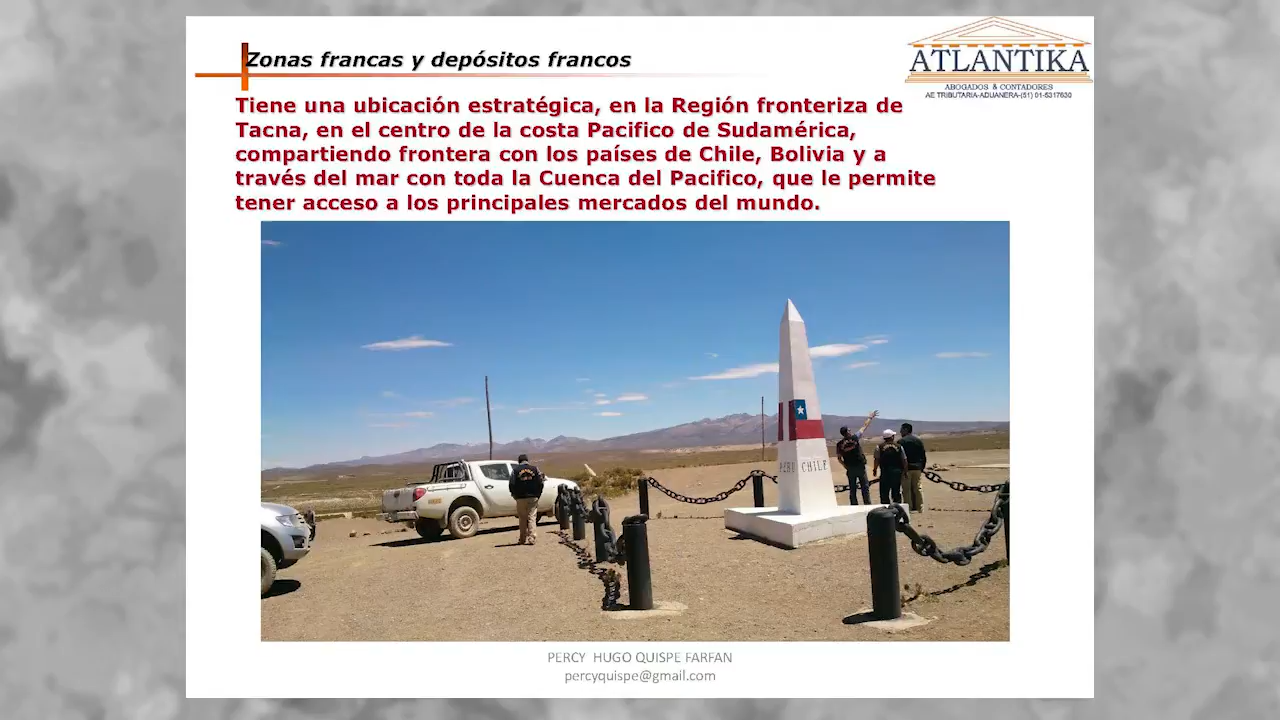 Zonas francas y depósitos francos
ATLANTIKA
ABOGADOS & CONTADORES
AE TRIBUTARIA-ADUANERA-(51) 01-5317630
Tiene una ubicación estratégica, en la Región fronteriza de
Tacna, en el centro de la costa Pacifico de Sudamérica,
compartiendo frontera con los países de Chile, Bolivia y a
través del mar con toda la Cuenca del Pacifico, que le permite
tener acceso a los principales mercados del mundo.
PERU CHILE
PERCY HUGO QUISPE FARFAN
percyquispe@gmail.com